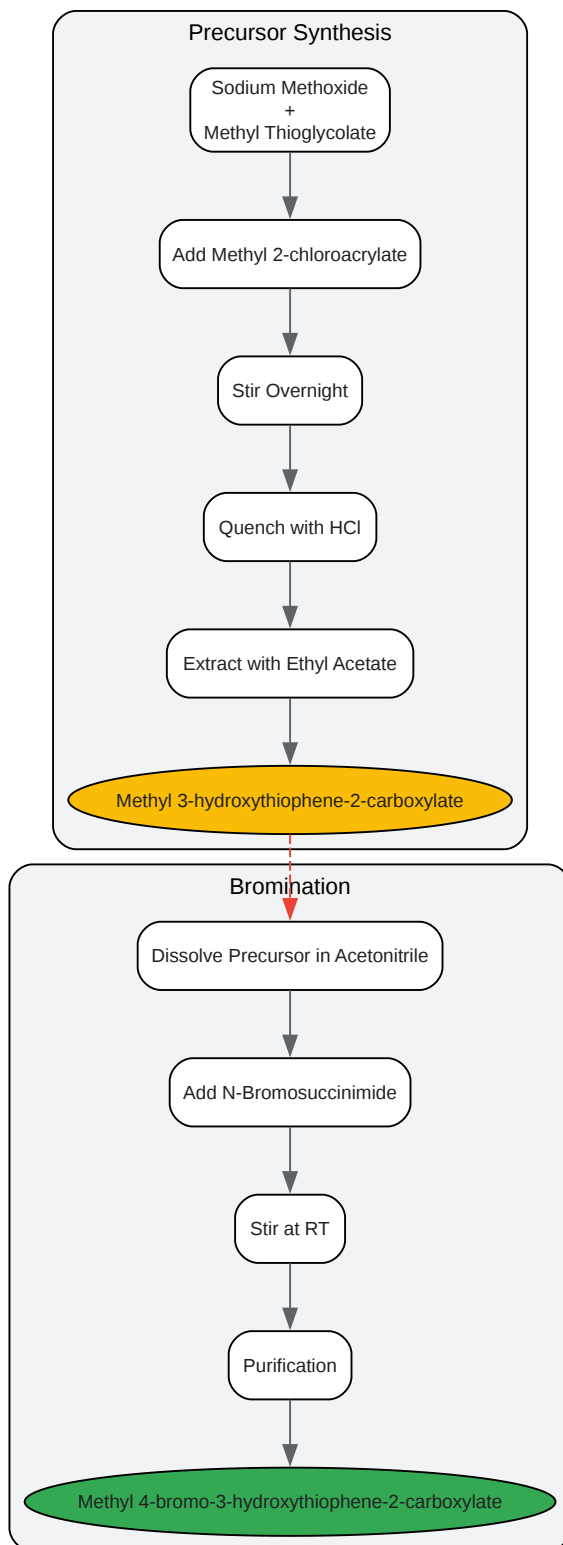 Precursor Synthesis
Sodium Methoxide
+
Methyl Thioglycolate
Add Methyl 2-chloroacrylate
Stir Overnight
Quench with HCl
Extract with Ethyl Acetate
Methyl 3-hydroxythiophene-2-carboxylate
Bromination
Dissolve Precursor in Acetonitrile
Add N-Bromosuccinimide
Stir at RT
Purification
Methyl 4-bromo-3-hydroxythiophene-2-carboxylate